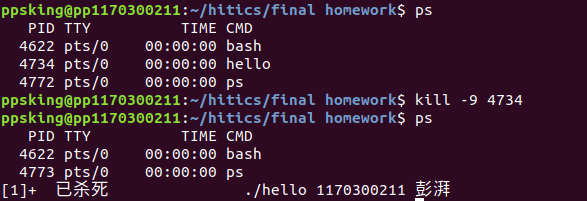 ppsking@pp1170300211:~/hitics/final homework$ ps
PID TTY TIME CMD
4622 pts/0 00:00:00 bash
4734 pts/0 00:00:00 hello
4772 pts/0 00:00:00 ps
ppsking@pp1170300211:~/hitics/final homework$ kill -9 4734
ppsking@pp1170300211:~/hitics/final homework$ ps
PID TTY TIME CMD
4622 pts/0 00:00:00 bash
4773 pts/0 00:00:00 ps
[1]+ 已杀死 ./hello 1170300211 彭湃